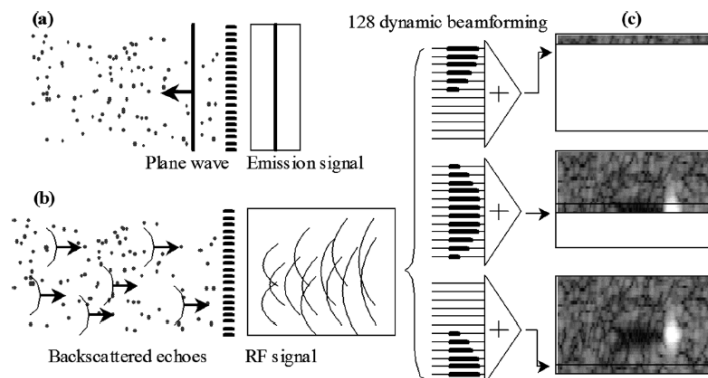 (a)
128 dynamic beamforming
(c)
Plane wave
Emission signal
(b)
Backscattered echoes
RF signal